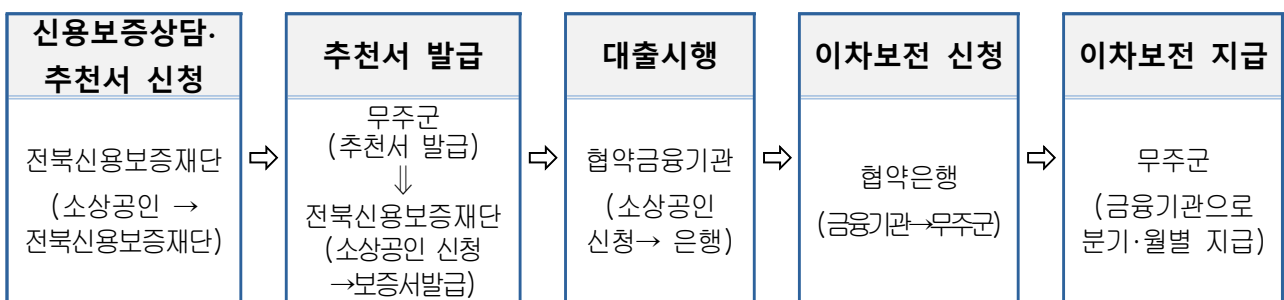 신용보증상담·
추천서 신청
전북신용보증재단
(소상공인 →
전북신용보증재단)
⇨
추천서 발급
무주군
(추천서 발급)
⇓
전북신용보증재단
(소상공인 신청
→보증서발급)
⇨
대출시행
협약금융기관
(소상공인
신청→ 은행)
⇨
이차보전 신청
협약은행
(금융기관→무주군)
⇨
이차보전 지급
무주군
(금융기관으로
분기·월별 지급)